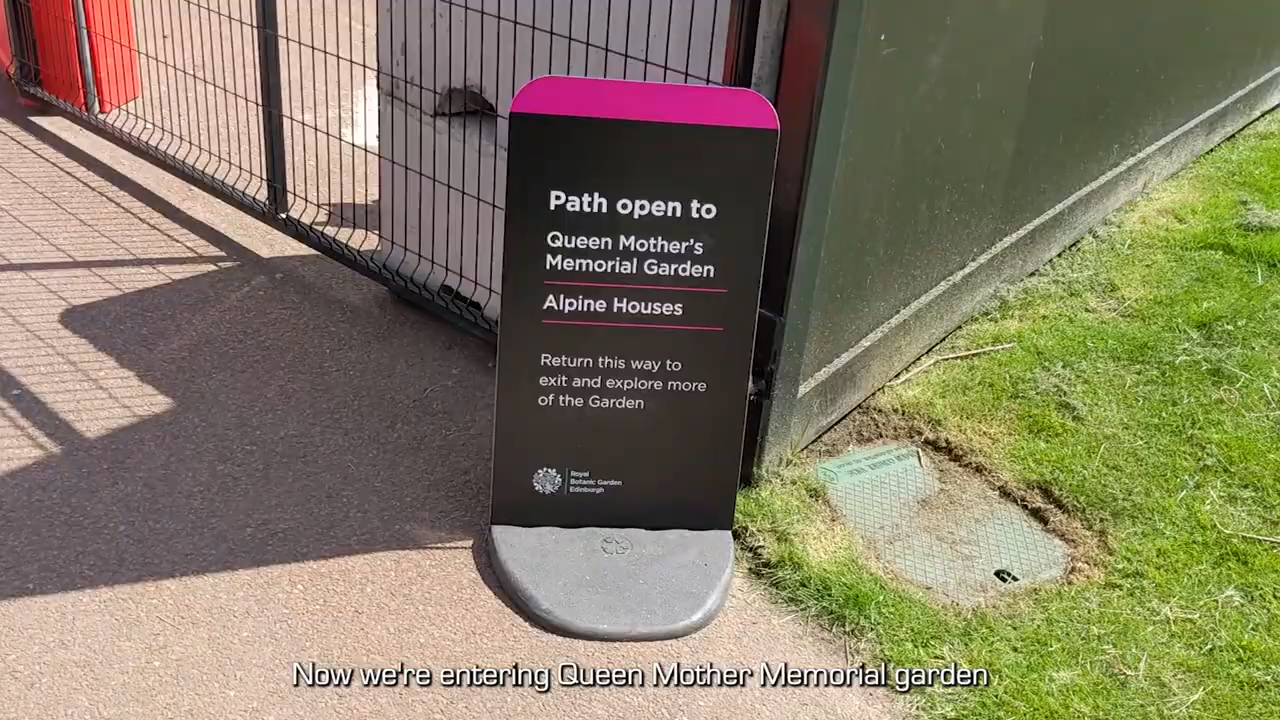 Path open to
Queen Mother's
Memorial Garden
Alpine Houses
Return this way to
exit and explore more
of the Garden
Royal
Botanic Garden
Edinburgh
Now we're entering Queen Mother Memorial garden